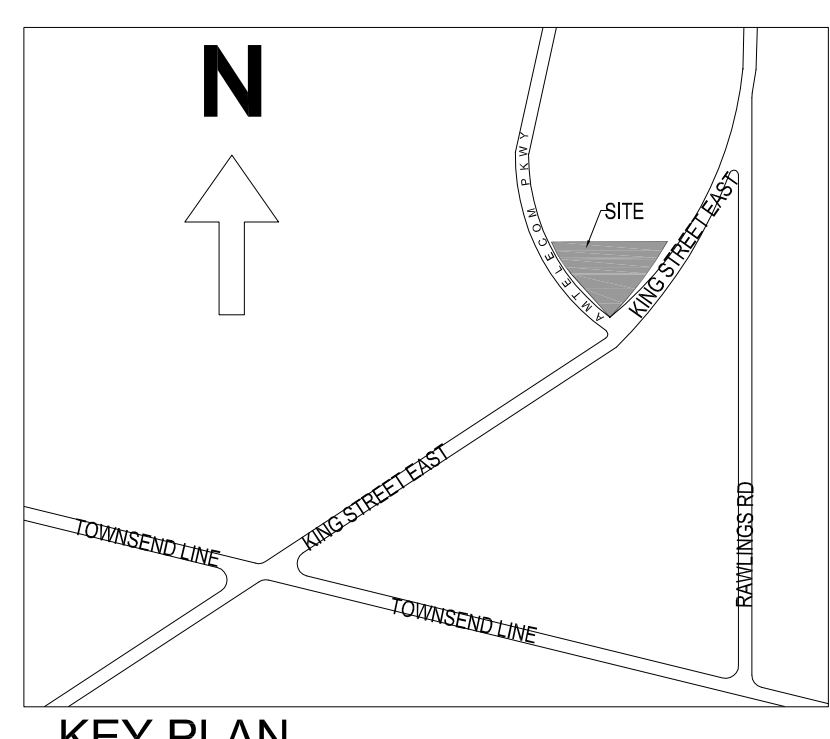 N
AMTELECOM PKWY
SITE
KING STREET EAST
KING STREET EAST
TOWNSEND LINE
TOWNSEND LINE
RAWLINGS RD
KEY PLAN